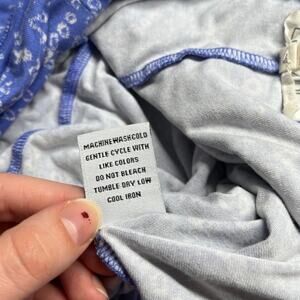 MACHINE WASH COLD
GENTLE CYCLE WITH
LIKE COLORS
DO NOT BLEACH
TUMBLE DRY LOW
COOL IRON